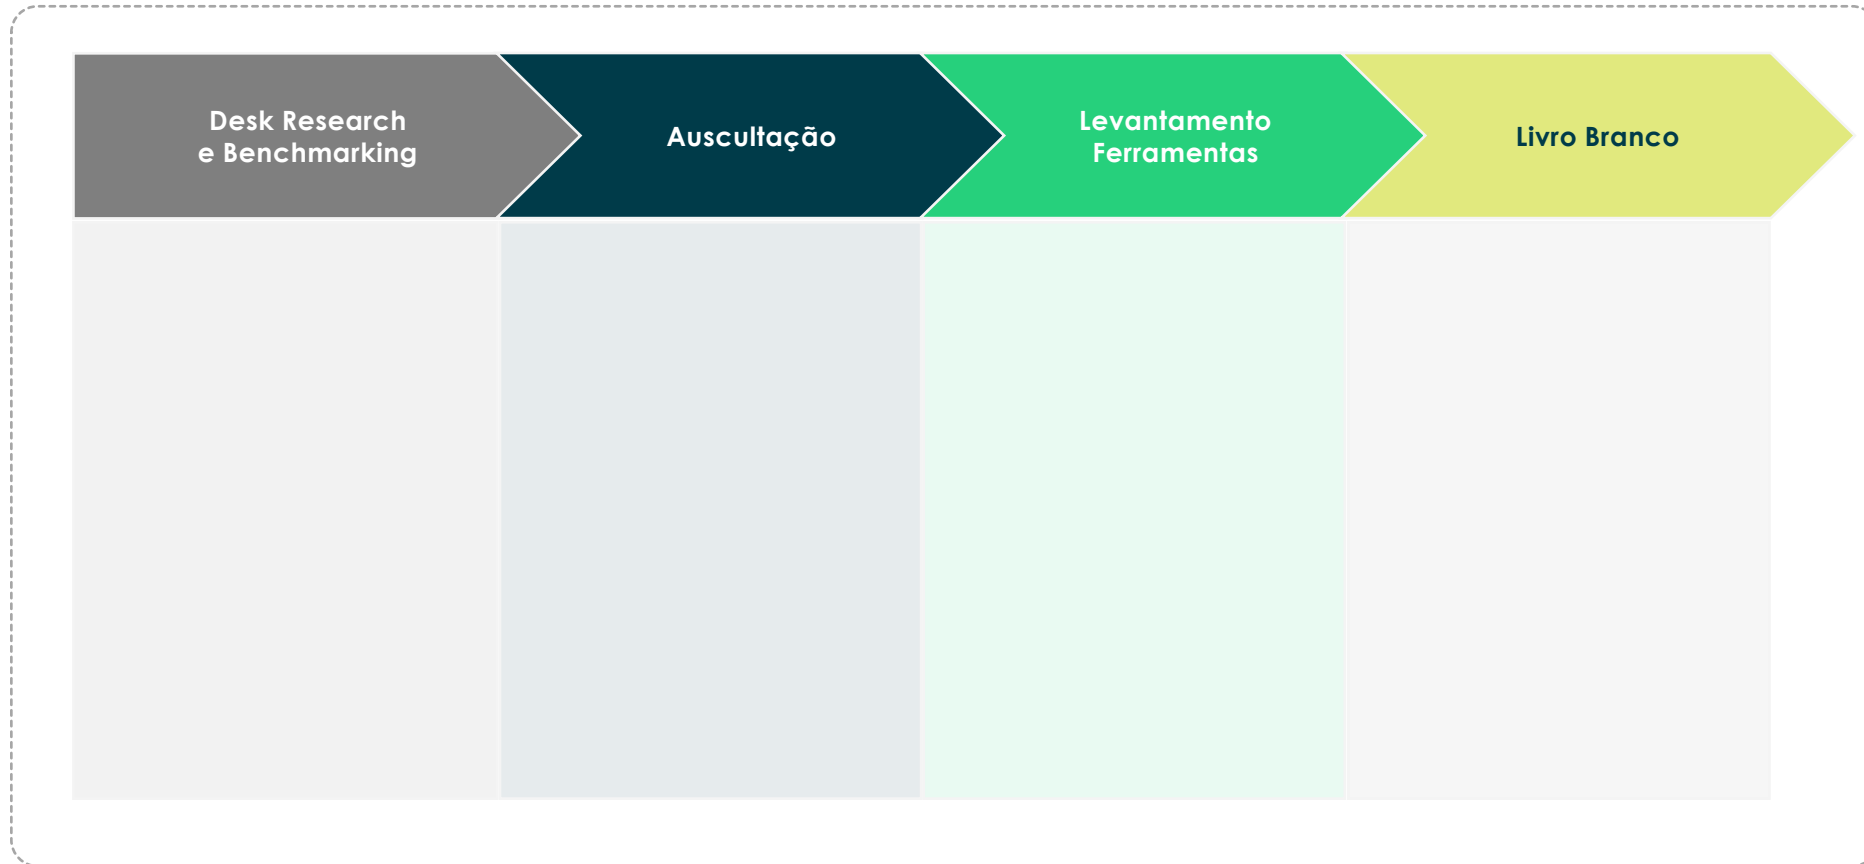 Desk Research
e Benchmarking
Auscultação
Levantamento
Ferramentas
Livro Branco